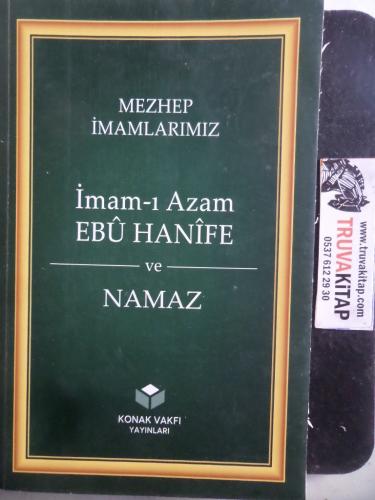 MEZHEP
İMAMLARIMIZ
İmam-ı Azam
EBÛ HANÎFE
ve
NAMAZ
KONAK VAKFI
YAYINLARI
www.truvakitap.com
TRUVAKİTAP
0537 612 29 30